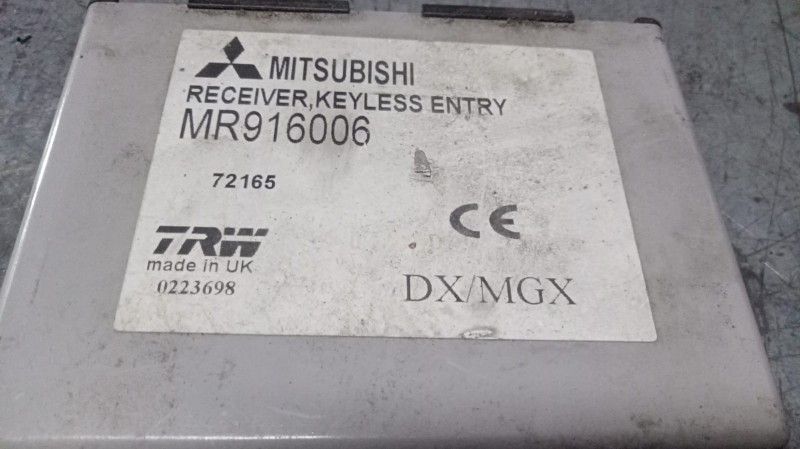 MITSUBISHI
RECEIVER,KEYLESS ENTRY
MR916006
72165
CE
TRW
made in UK
0223698
DX/MGX